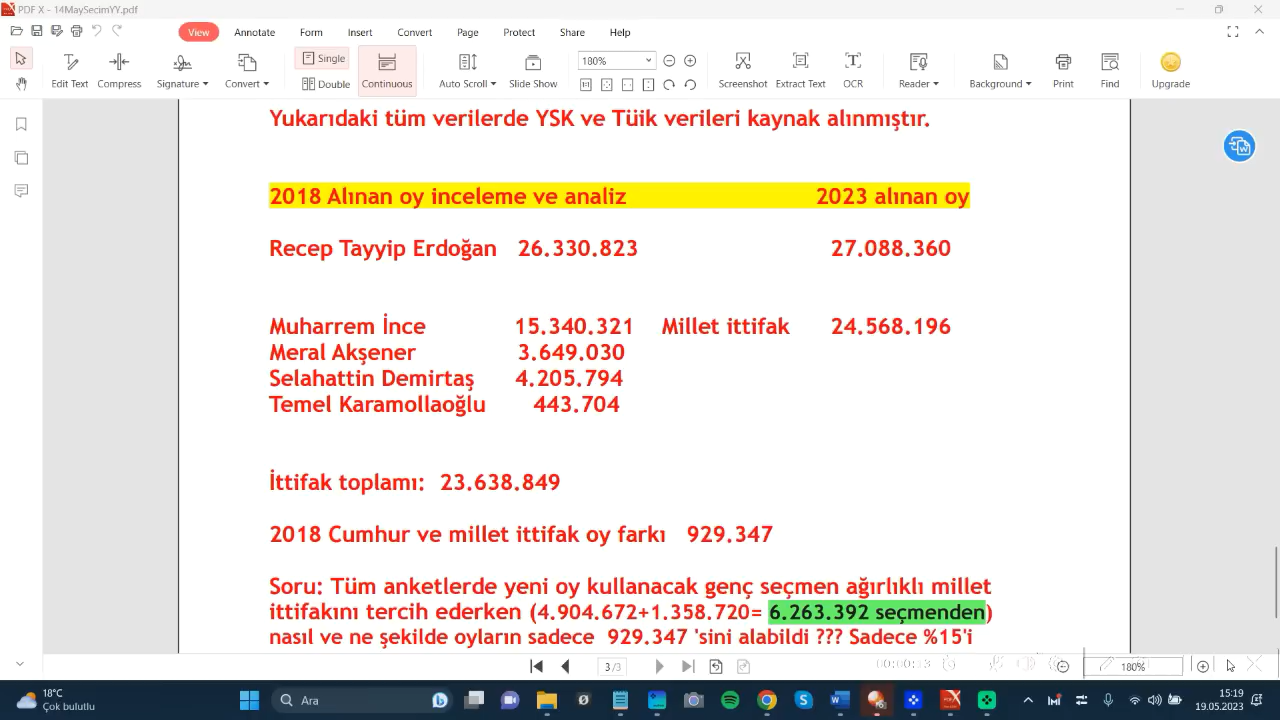 PDF X - 14MaySecimYY.pdf
View Annotate Form Insert Convert Page Protect Share Help
Single
Double
Edit Text Compress Signature Convert Continuous Auto Scroll Slide Show 180% Screenshot Extract Text OCR Reader Background Print Find Upgrade
Yukarıdaki tüm verilerde YSK ve Tüik verileri kaynak alınmıştır.
2018 Alınan oy inceleme ve analiz 2023 alınan oy
Recep Tayyip Erdoğan 26.330.823 27.088.360
Muharrem İnce 15.340.321 Millet ittifak 24.568.196
Meral Akşener 3.649.030
Selahattin Demirtaş 4.205.794
Temel Karamollaoğlu 443.704
İttifak toplamı: 23.638.849
2018 Cumhur ve millet ittifak oy farkı 929.347
Soru: Tüm anketlerde yeni oy kullanacak genç seçmen ağırlıklı millet
ittifakını tercih ederken (4.904.672+1.358.720= 6.263.392 seçmenden)
nasıl ve ne şekilde oyların sadece 929.347 'sini alabildi ??? Sadece %15'i
3/3 00:00:13 180%
18°C
Çok bulutlu
Ara
15:19
19.05.2023